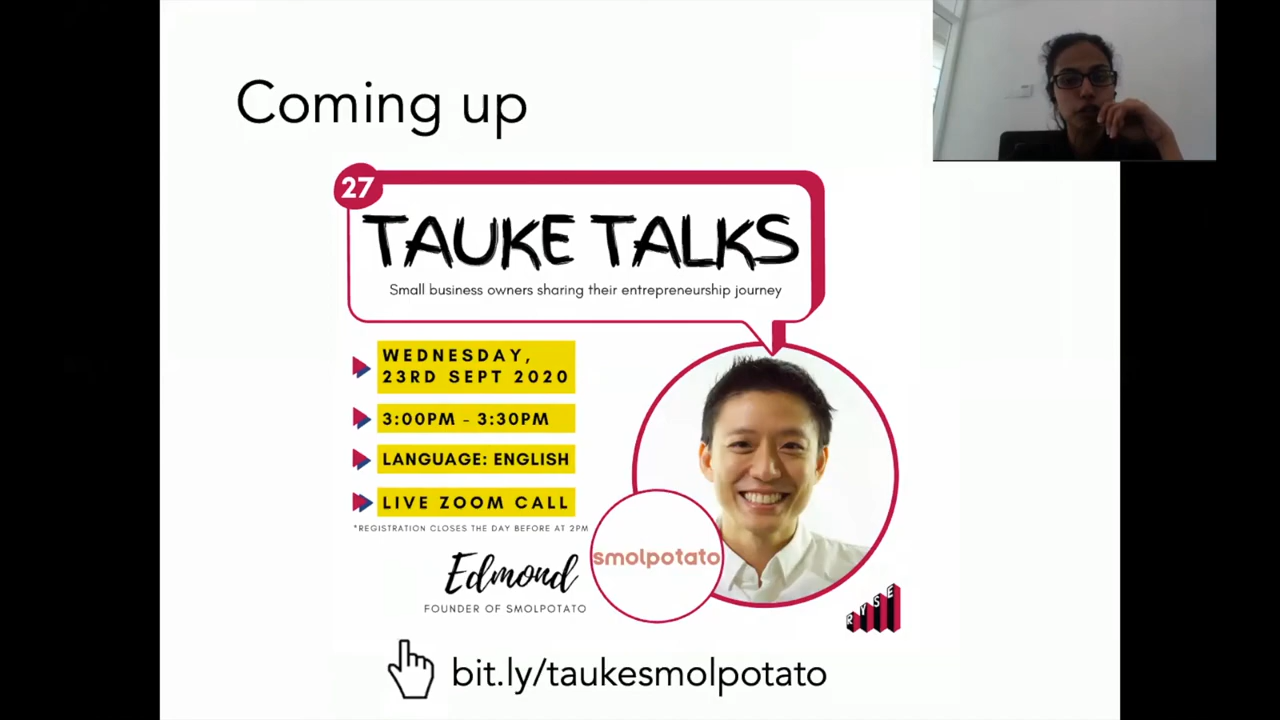 Coming up
27
TAUKE TALKS
Small business owners sharing their entrepreneurship journey
WEDNESDAY,
23RD SEPT 2020
3:00PM - 3:30PM
LANGUAGE: ENGLISH
LIVE ZOOM CALL
*REGISTRATION CLOSES THE DAY BEFORE AT 2PM
Edmond
FOUNDER OF SMOLPOTATO
smolpotato
RYSE
bit.ly/taukesmolpotato